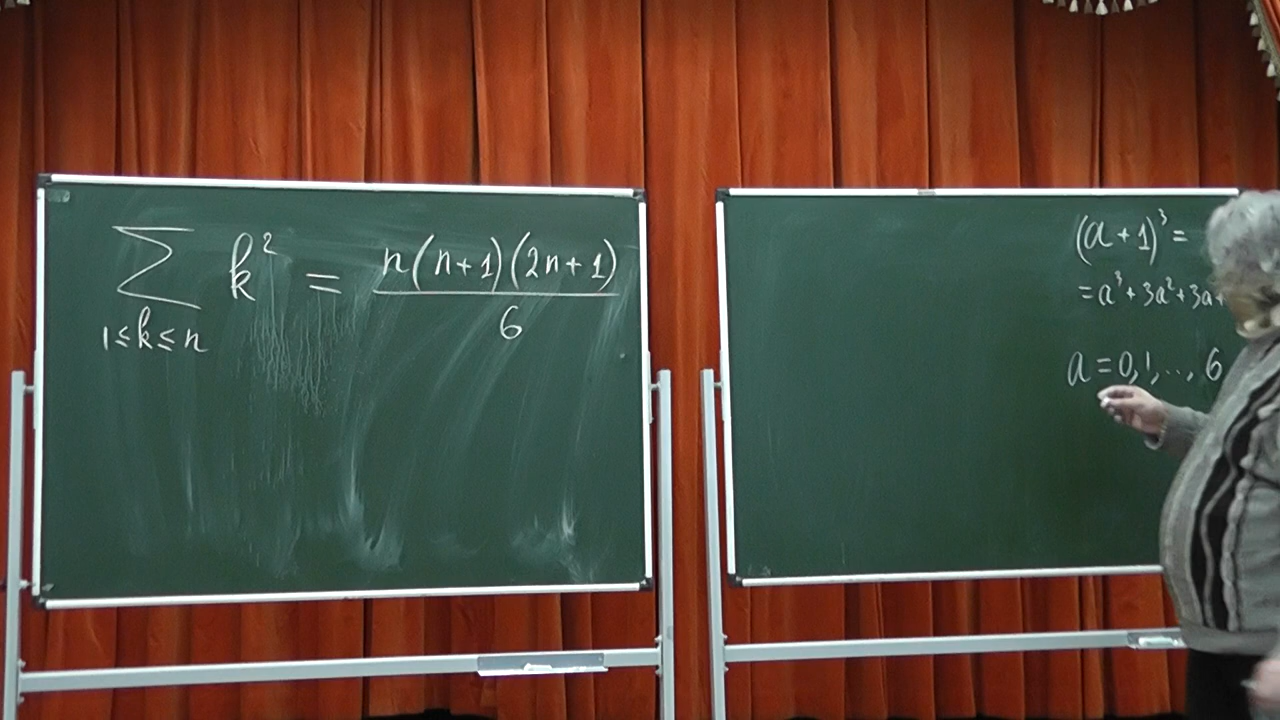 ∑ k² = n(n+1)(2n+1)
1≤k≤n 6
(a+1)³ =
= a³ + 3a² + 3a +
a = 0, 1, .., 6